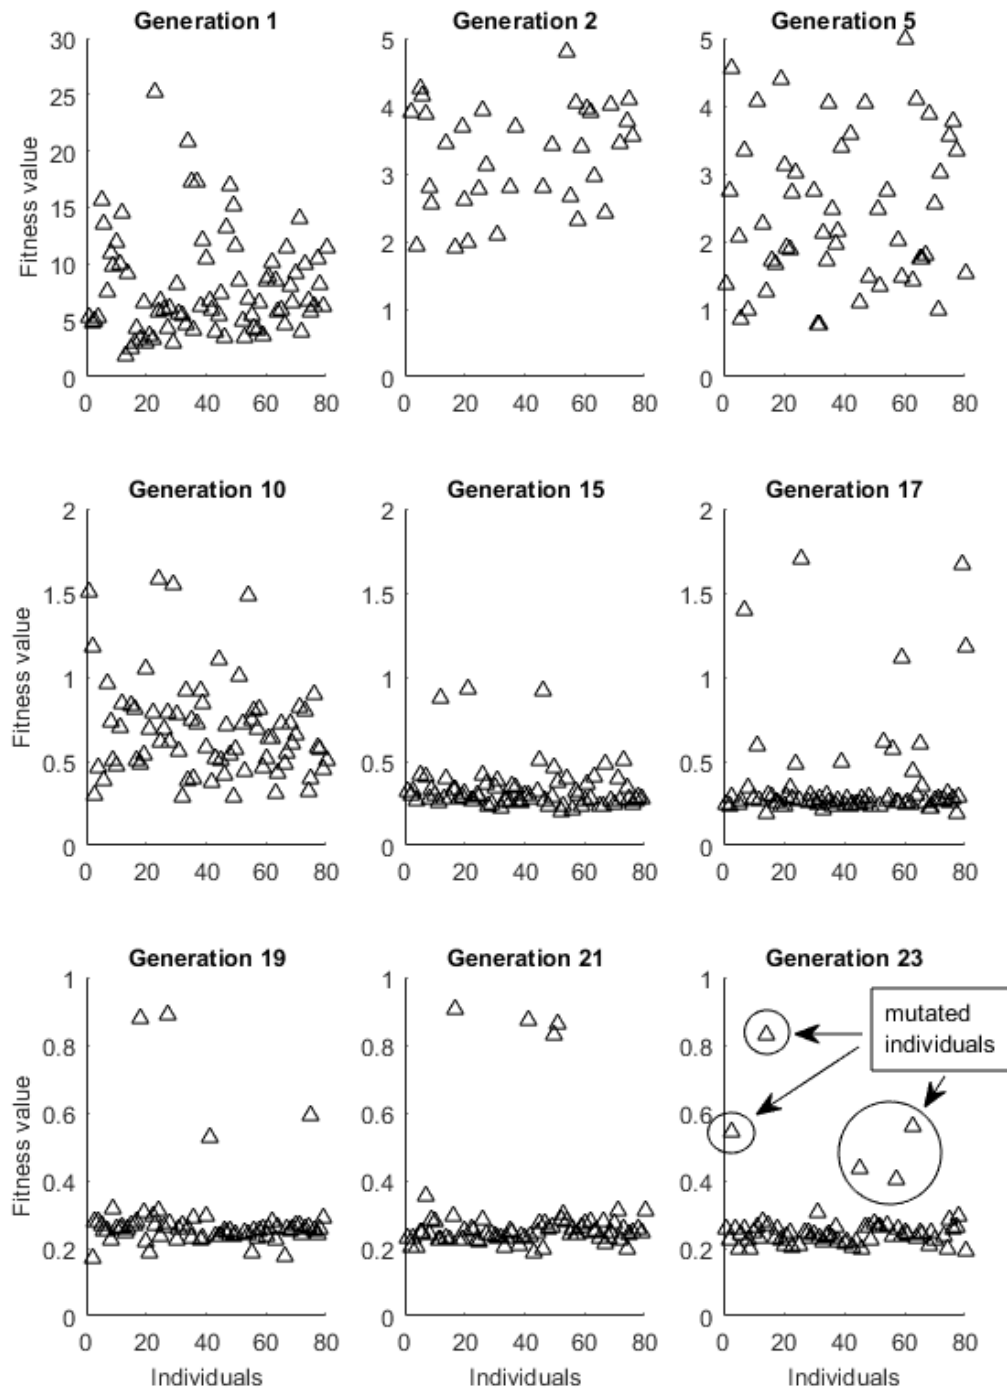 Generation 1
Generation 2
Generation 5
Fitness value
30
25
20
15
10
5
0
0 20 40 60 80
5
4
3
2
1
0
0 20 40 60 80
5
4
3
2
1
0
0 20 40 60 80
Generation 10
Generation 15
Generation 17
Fitness value
2
1.5
1
0.5
0
0 20 40 60 80
2
1.5
1
0.5
0
0 20 40 60 80
2
1.5
1
0.5
0
0 20 40 60 80
Generation 19
Generation 21
Generation 23
Fitness value
1
0.8
0.6
0.4
0.2
0
0 20 40 60 80
Individuals
1
0.8
0.6
0.4
0.2
0
0 20 40 60 80
Individuals
1
0.8
0.6
0.4
0.2
0
0 20 40 60 80
Individuals
mutated
individuals